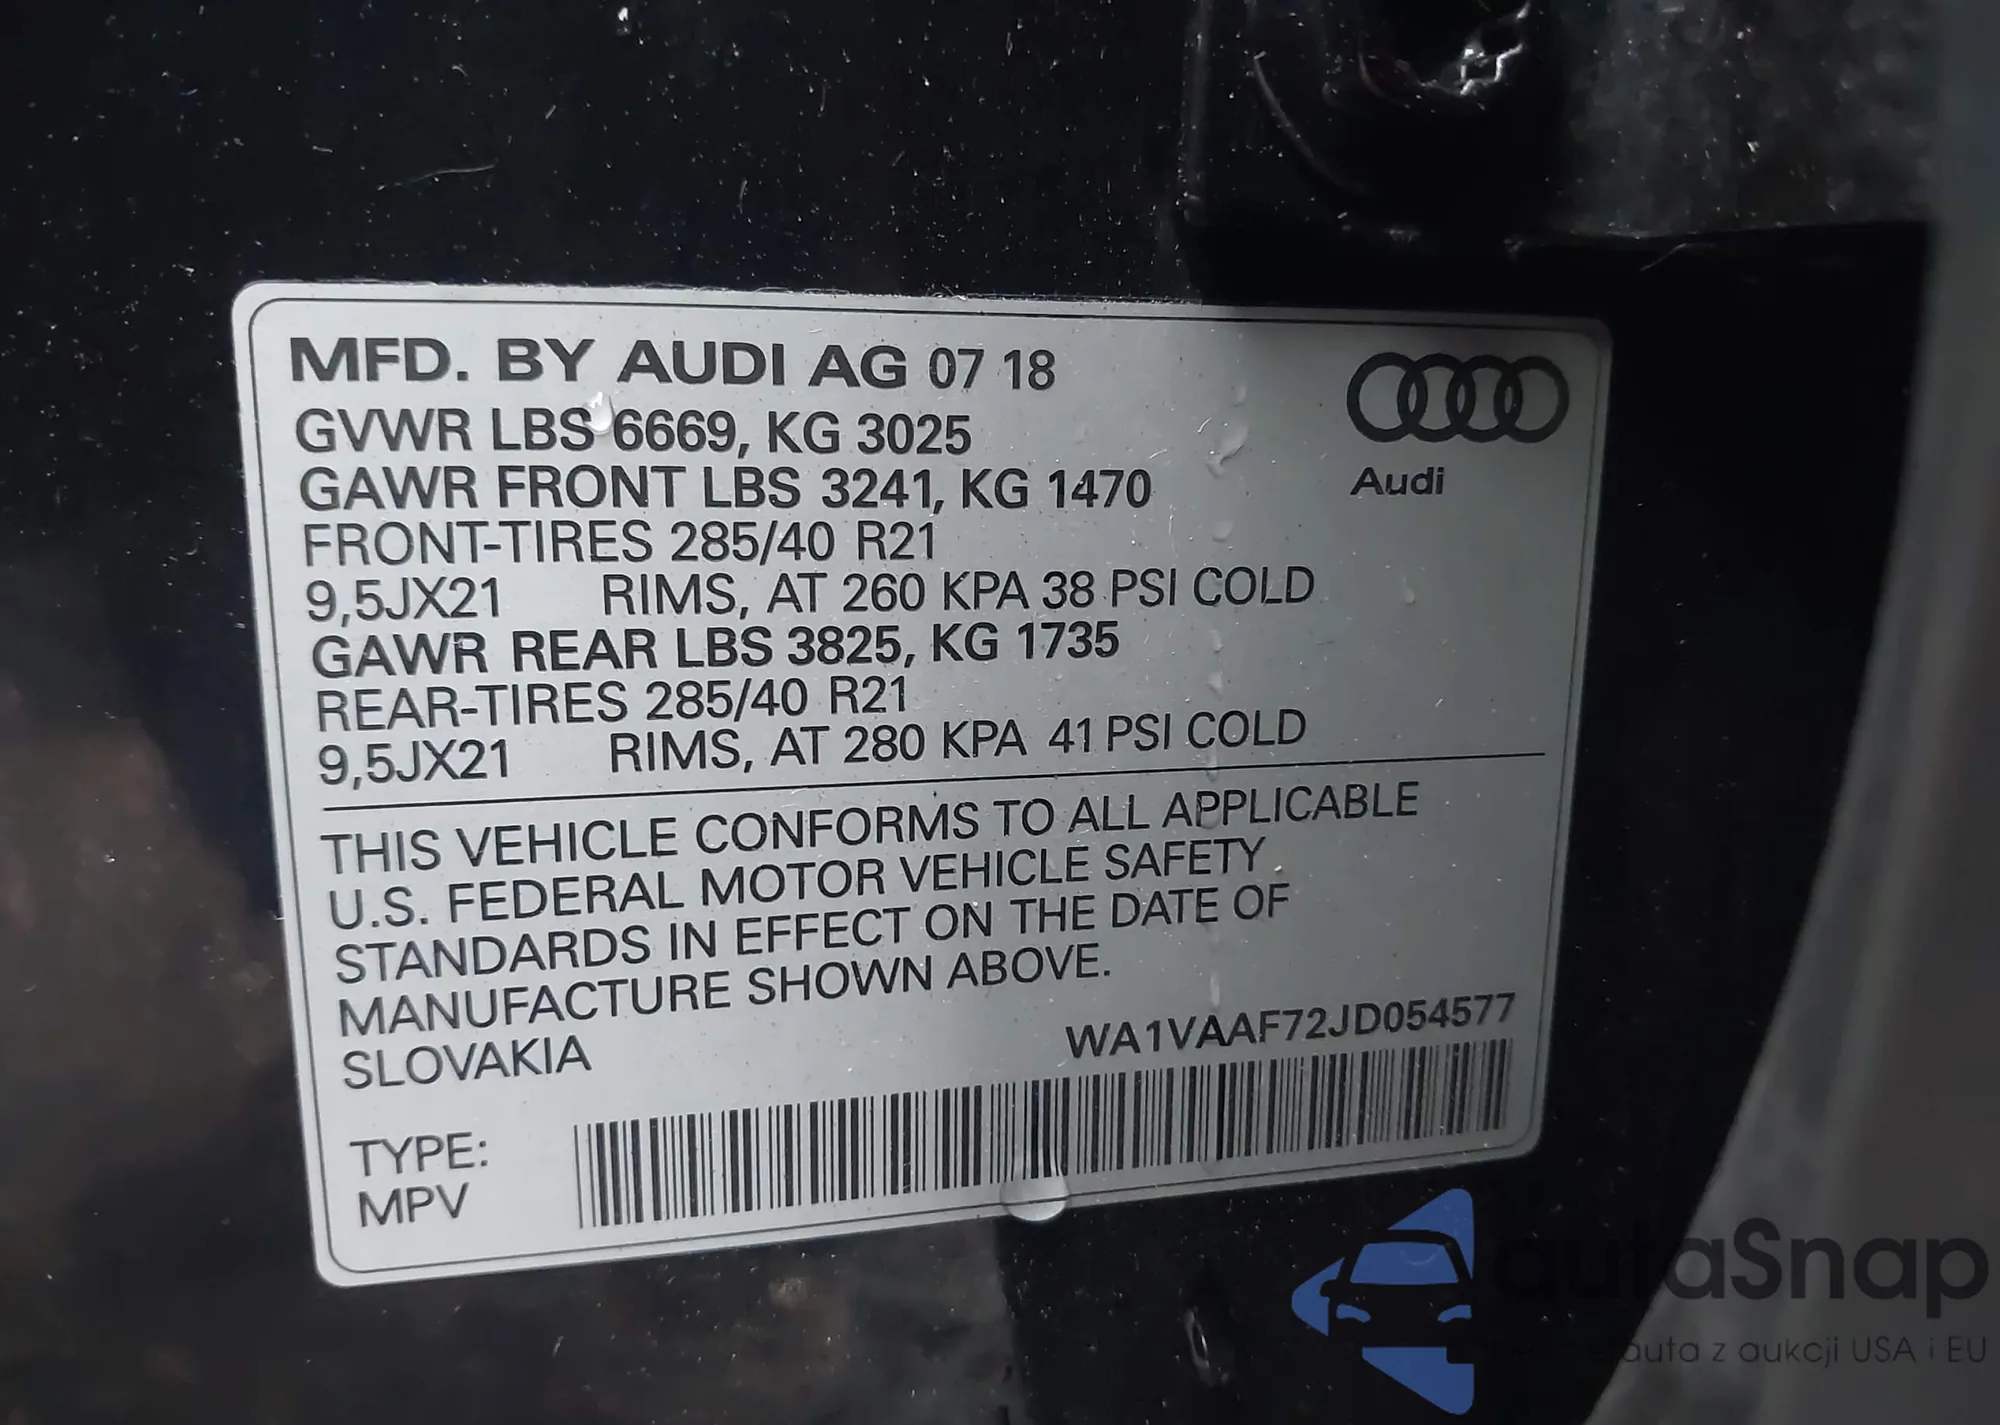 MFD. BY AUDI AG 07 18
GVWR LBS 6669, KG 3025
GAWR FRONT LBS 3241, KG 1470
FRONT-TIRES 285/40 R21
9,5JX21 RIMS, AT 260 KPA 38 PSI COLD
GAWR REAR LBS 3825, KG 1735
REAR-TIRES 285/40 R21
9,5JX21 RIMS, AT 280 KPA 41 PSI COLD
Audi
THIS VEHICLE CONFORMS TO ALL APPLICABLE
U.S. FEDERAL MOTOR VEHICLE SAFETY
STANDARDS IN EFFECT ON THE DATE OF
MANUFACTURE SHOWN ABOVE.
SLOVAKIA
WA1VAAF72JD054577
TYPE:
MPV
autaSnap
auta z aukcji USA i EU